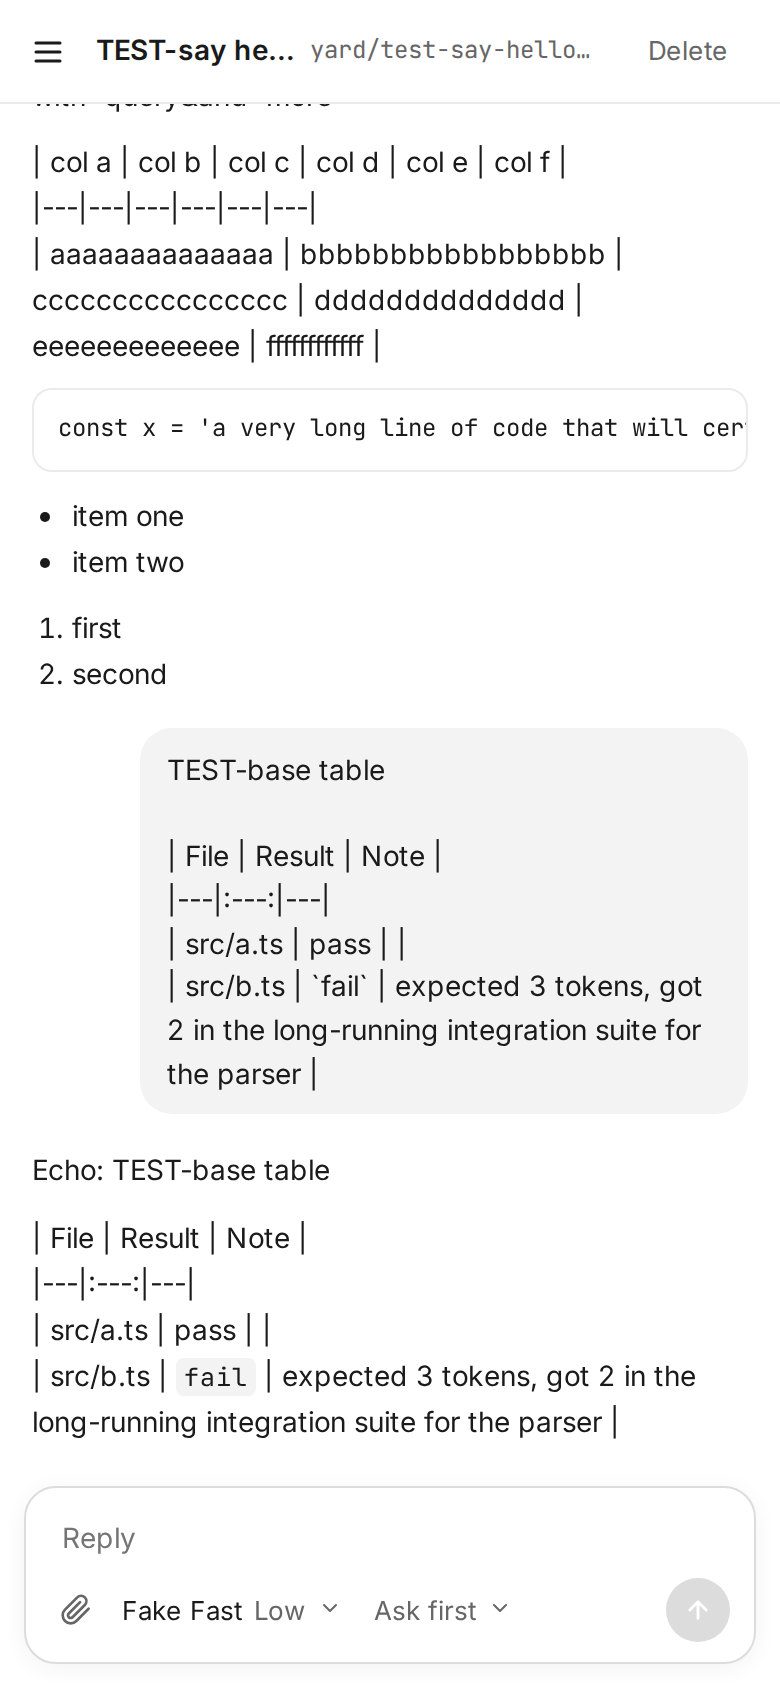 TEST-say he... yard/test-say-hello... Delete
| col a | col b | col c | col d | col e | col f |
|---|---|---|---|---|---|
| aaaaaaaaaaaaaa | bbbbbbbbbbbbbbbbb |
cccccccccccccccc | dddddddddddddd |
eeeeeeeeeeeee | ffffffffffff |
const x = 'a very long line of code that will cer
• item one
• item two
1. first
2. second
TEST-base table
| File | Result | Note |
|---|:---:|---|
| src/a.ts | pass | |
| src/b.ts | `fail` | expected 3 tokens, got
2 in the long-running integration suite for
the parser |
Echo: TEST-base table
| File | Result | Note |
|---|:---:|---|
| src/a.ts | pass | |
| src/b.ts | fail | expected 3 tokens, got 2 in the
long-running integration suite for the parser |
Reply
Fake Fast Low Ask first